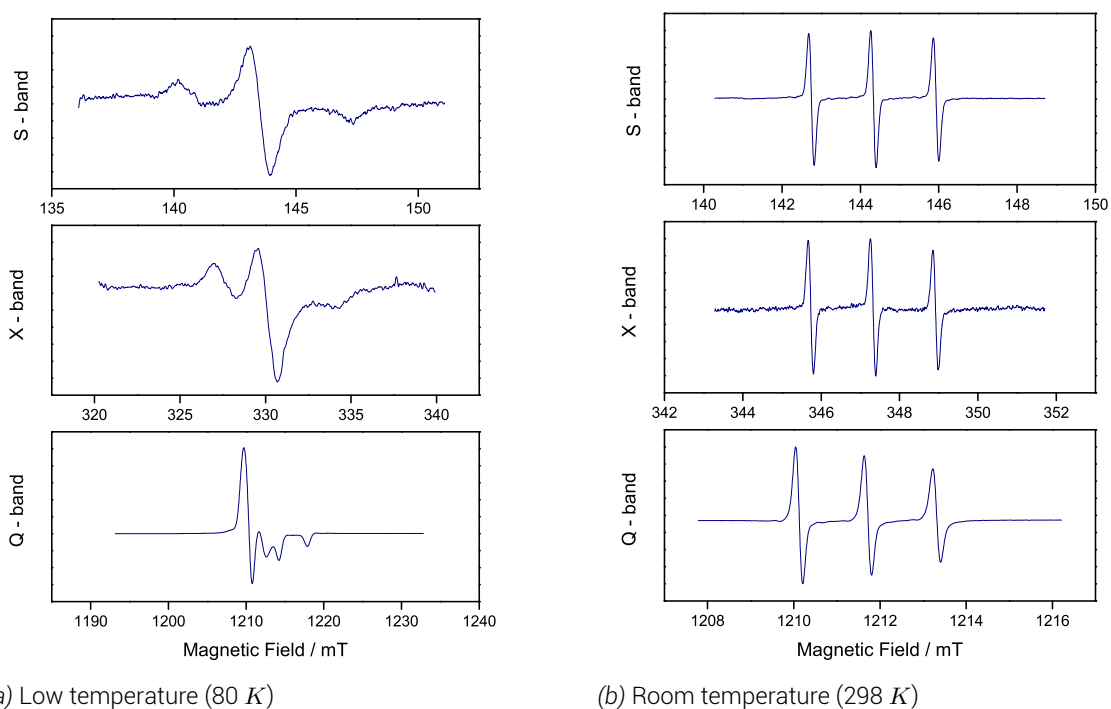 S - band
135 140 145 150
X - band
320 325 330 335 340
Q - band
1190 1200 1210 1220 1230 1240
Magnetic Field / mT
a) Low temperature (80 K)
S - band
140 142 144 146 148 150
X - band
342 344 346 348 350 352
Q - band
1208 1210 1212 1214 1216
Magnetic Field / mT
(b) Room temperature (298 K)